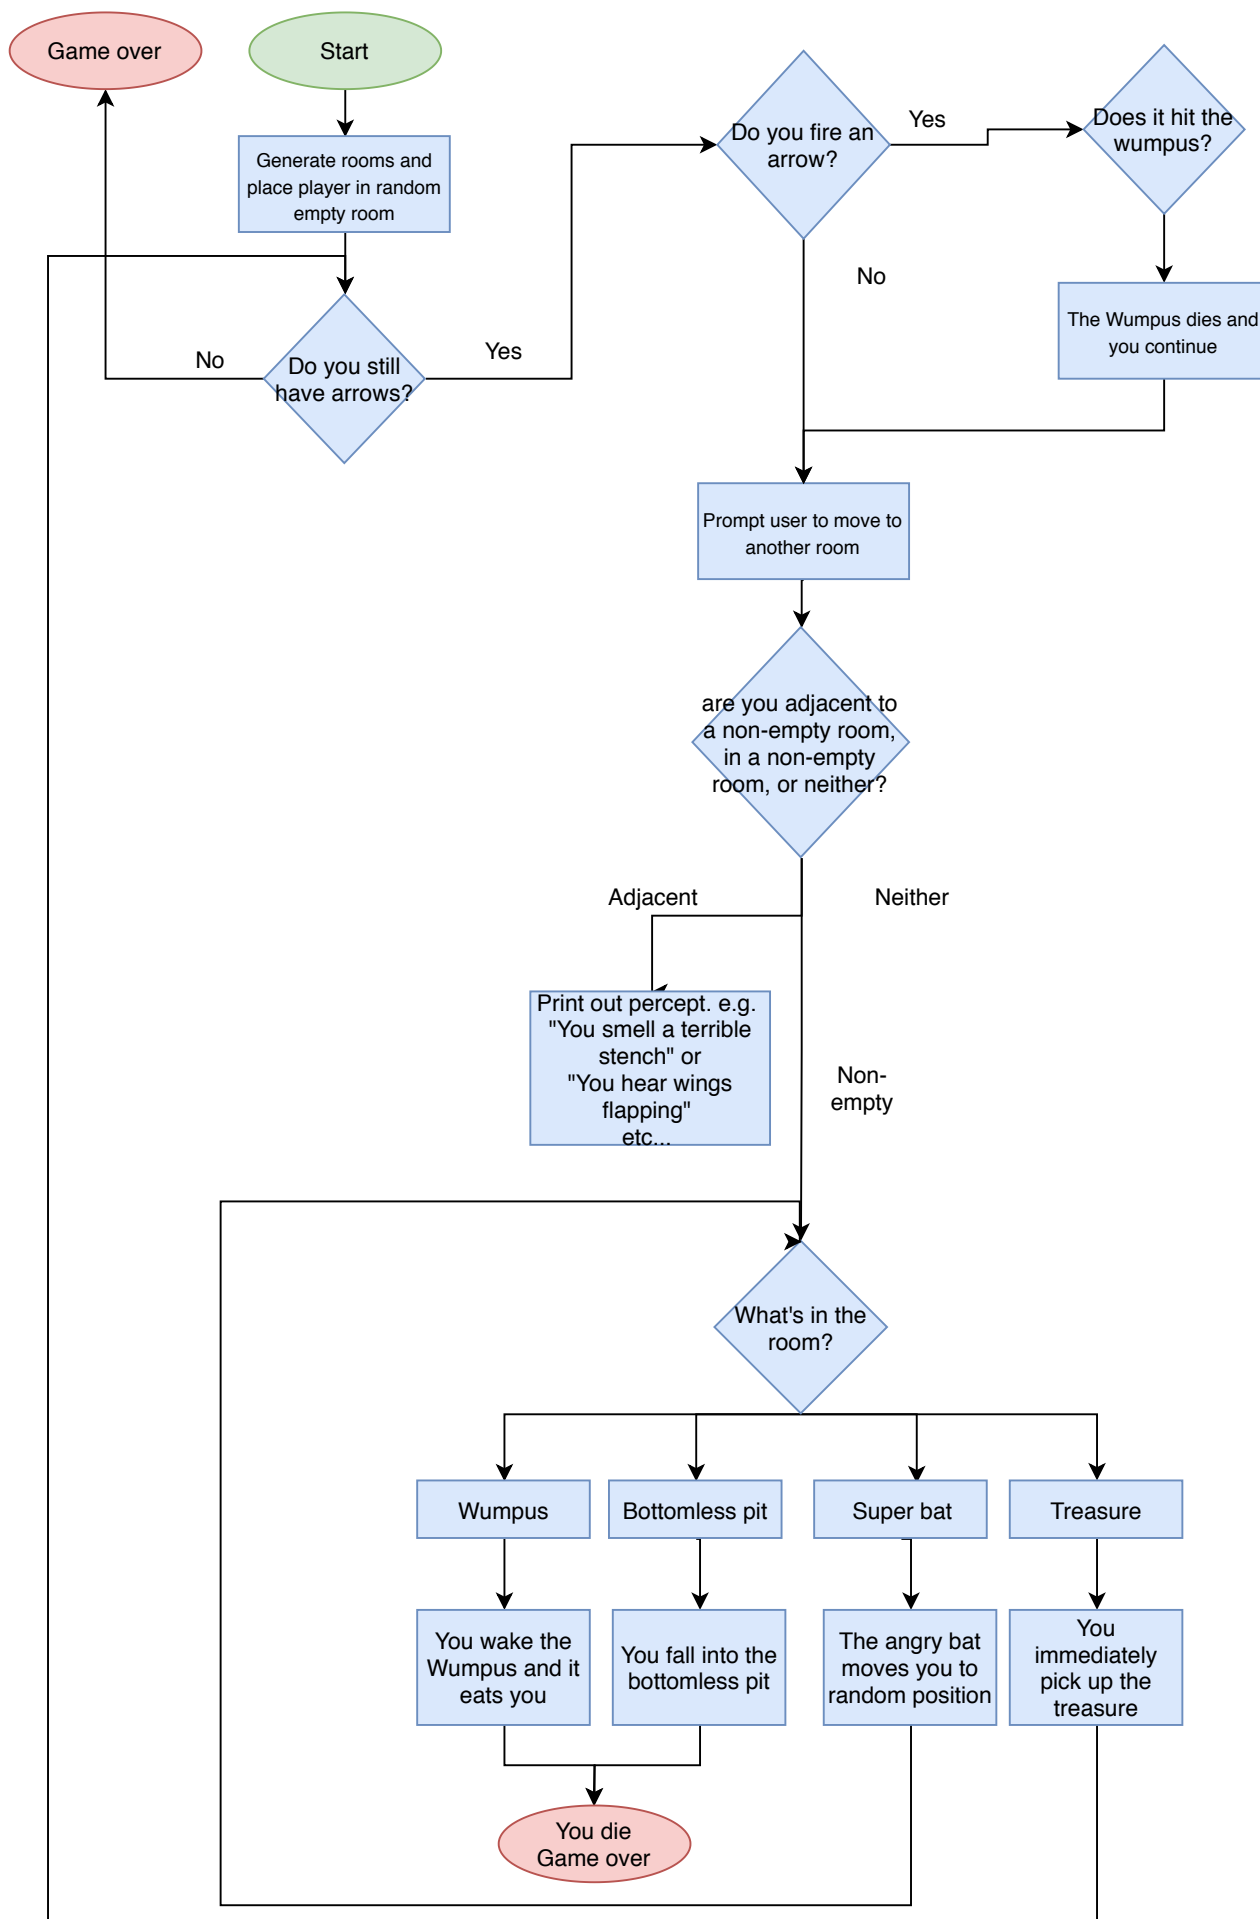 Game over
Start
Generate rooms and
place player in random
empty room
Do you still
have arrows?
No
Yes
Do you fire an
arrow?
Yes
No
Does it hit the
wumpus?
The Wumpus dies and
you continue
Prompt user to move to
another room
are you adjacent to
a non-empty room,
in a non-empty
room, or neither?
Adjacent
Neither
Print out percept. e.g.
"You smell a terrible
stench" or
"You hear wings
flapping"
etc...
Non-
empty
What's in the
room?
Wumpus
Bottomless pit
Super bat
Treasure
You wake the
Wumpus and it
eats you
You fall into the
bottomless pit
The angry bat
moves you to
random position
You
immediately
pick up the
treasure
You die
Game over